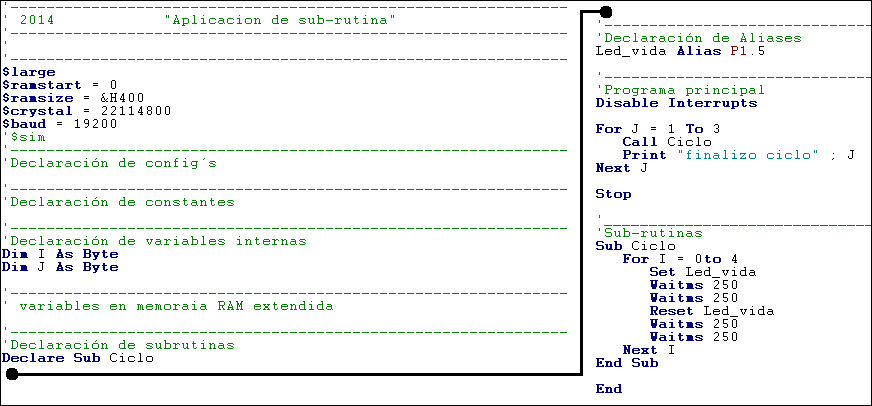 '---------------------------------------------------------------
' 2014            "Aplicacion de sub-rutina"
'---------------------------------------------------------------
'
'---------------------------------------------------------------
$large
$ramstart = 0
$ramsize = &H400
$crystal = 22114800
$baud = 19200
'$sim
'---------------------------------------------------------------
'Declaración de config´s
'---------------------------------------------------------------
'Declaración de constantes
'---------------------------------------------------------------
'Declaración de variables internas
Dim I As Byte
Dim J As Byte
'---------------------------------------------------------------
' variables en memoraia RAM extendida
'---------------------------------------------------------------
'Declaración de subrutinas
Declare Sub Ciclo
'------------------------------
'Declaración de Aliases
Led_vida Alias P1.5
'------------------------------
'Programa principal
Disable Interrupts
For J = 1 To 3
   Call Ciclo
   Print "finalizo ciclo" ; J
Next J
Stop
'------------------------------
'Sub-rutinas
Sub Ciclo
   For I = 0to 4
      Set Led_vida
      Waitms 250
      Waitms 250
      Reset Led_vida
      Waitms 250
      Waitms 250
   Next I
End Sub
End